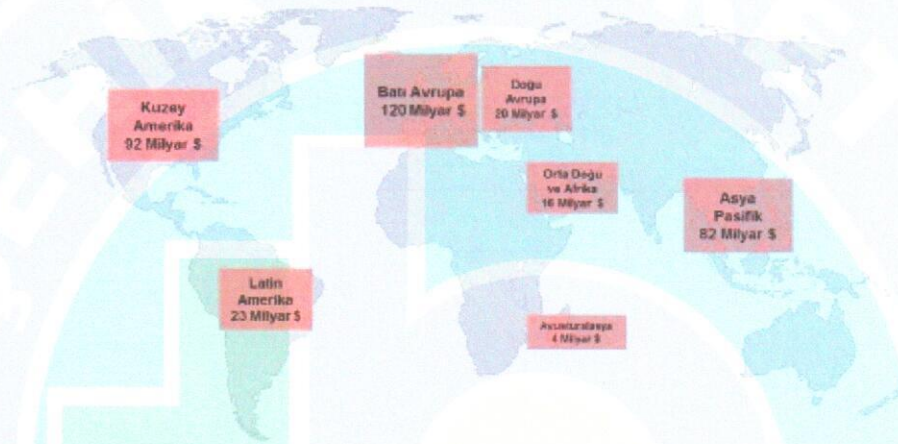 Kuzey
Amerika
92 Milyar $
Batı Avrupa
120 Milyar $
Doğu
Avrupa
20 Milyar $
Orta Doğu
ve Afrika
16 Milyar $
Asya
Pasifik
82 Milyar $
Latin
Amerika
23 Milyar $
Avusturalasya
4 Milyar $